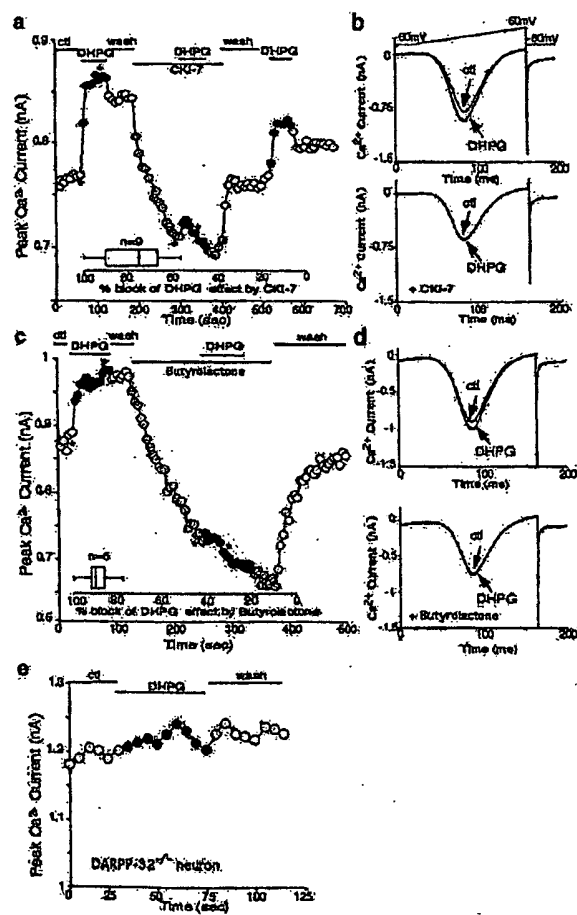 a
ctl
DHPG
wash
DHPG
CKI-7
wash
DHPG
0.9
0.8
0.7
Peak Ca2+ Current (nA)
n=9
100 80 60 40 20 0
% block of DHPG effect by CKI-7
0 100 200 300 400 500 600 700
Time (sec)
b
60mV
60mV
60mV
0
-0.75
-1.5
Ca2+ Current (nA)
ctl
DHPG
0 100 200
Time (ms)
0
-0.75
-1.5
Ca2+ Current (nA)
ctl
DHPG
+ CKI-7
0 100 200
Time (ms)
c
ctl
DHPG
wash
DHPG
Butyrolactone
wash
1
0.9
0.8
0.7
0.6
Peak Ca2+ Current (nA)
100 80 60 40 20 0
% block of DHPG effect by Butyrolactone
0 100 200 300 400 500
Time (sec)
d
0
-0.5
-1
-1.5
Ca2+ Current (nA)
ctl
DHPG
0 100 200
Time (ms)
0
-0.5
-1
-1.5
Ca2+ Current (nA)
ctl
DHPG
+ Butyrolactone
0 100 200
Time (ms)
e
ctl
DHPG
wash
1.3
1.2
1.1
1
Peak Ca2+ Current (nA)
DARPP-32 neuron
0 25 50 75 100 125
Time (sec)